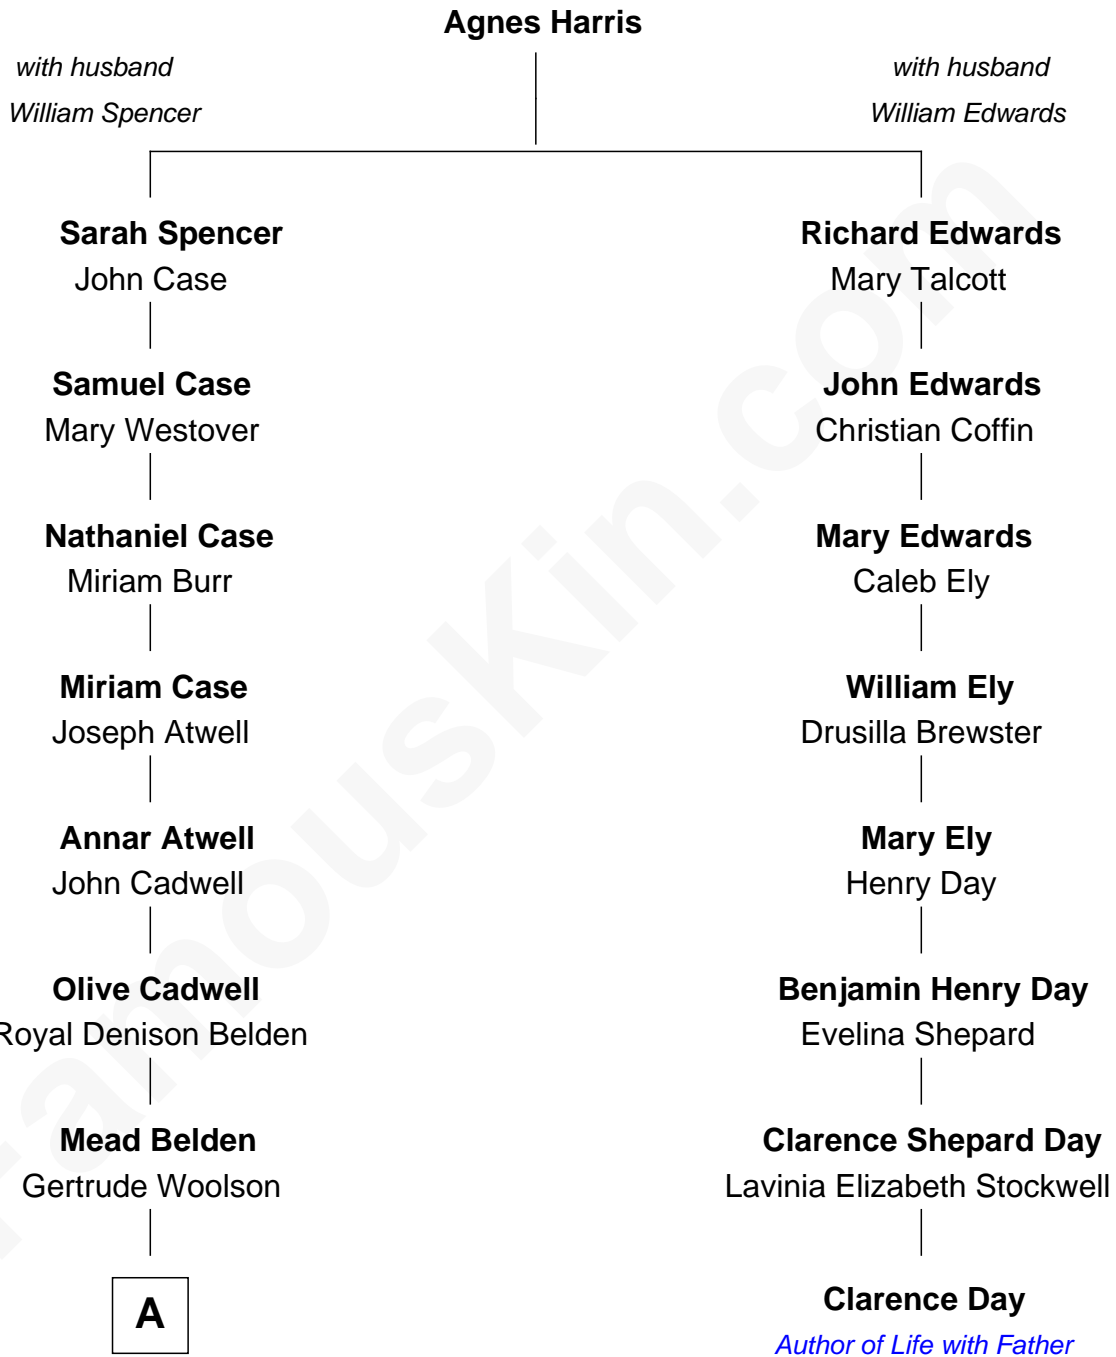 Agnes Harris
with husband
William Spencer
with husband
William Edwards
Sarah Spencer
John Case
Richard Edwards
Mary Talcott
Samuel Case
Mary Westover
John Edwards
Christian Coffin
Nathaniel Case
Miriam Burr
Mary Edwards
Caleb Ely
Miriam Case
Joseph Atwell
William Ely
Drusilla Brewster
Annar Atwell
John Cadwell
Mary Ely
Henry Day
Olive Cadwell
Royal Denison Belden
Benjamin Henry Day
Evelina Shepard
Mead Belden
Gertrude Woolson
Clarence Shepard Day
Lavinia Elizabeth Stockwell
A
Clarence Day
Author of Life with Father
FamousKin.com